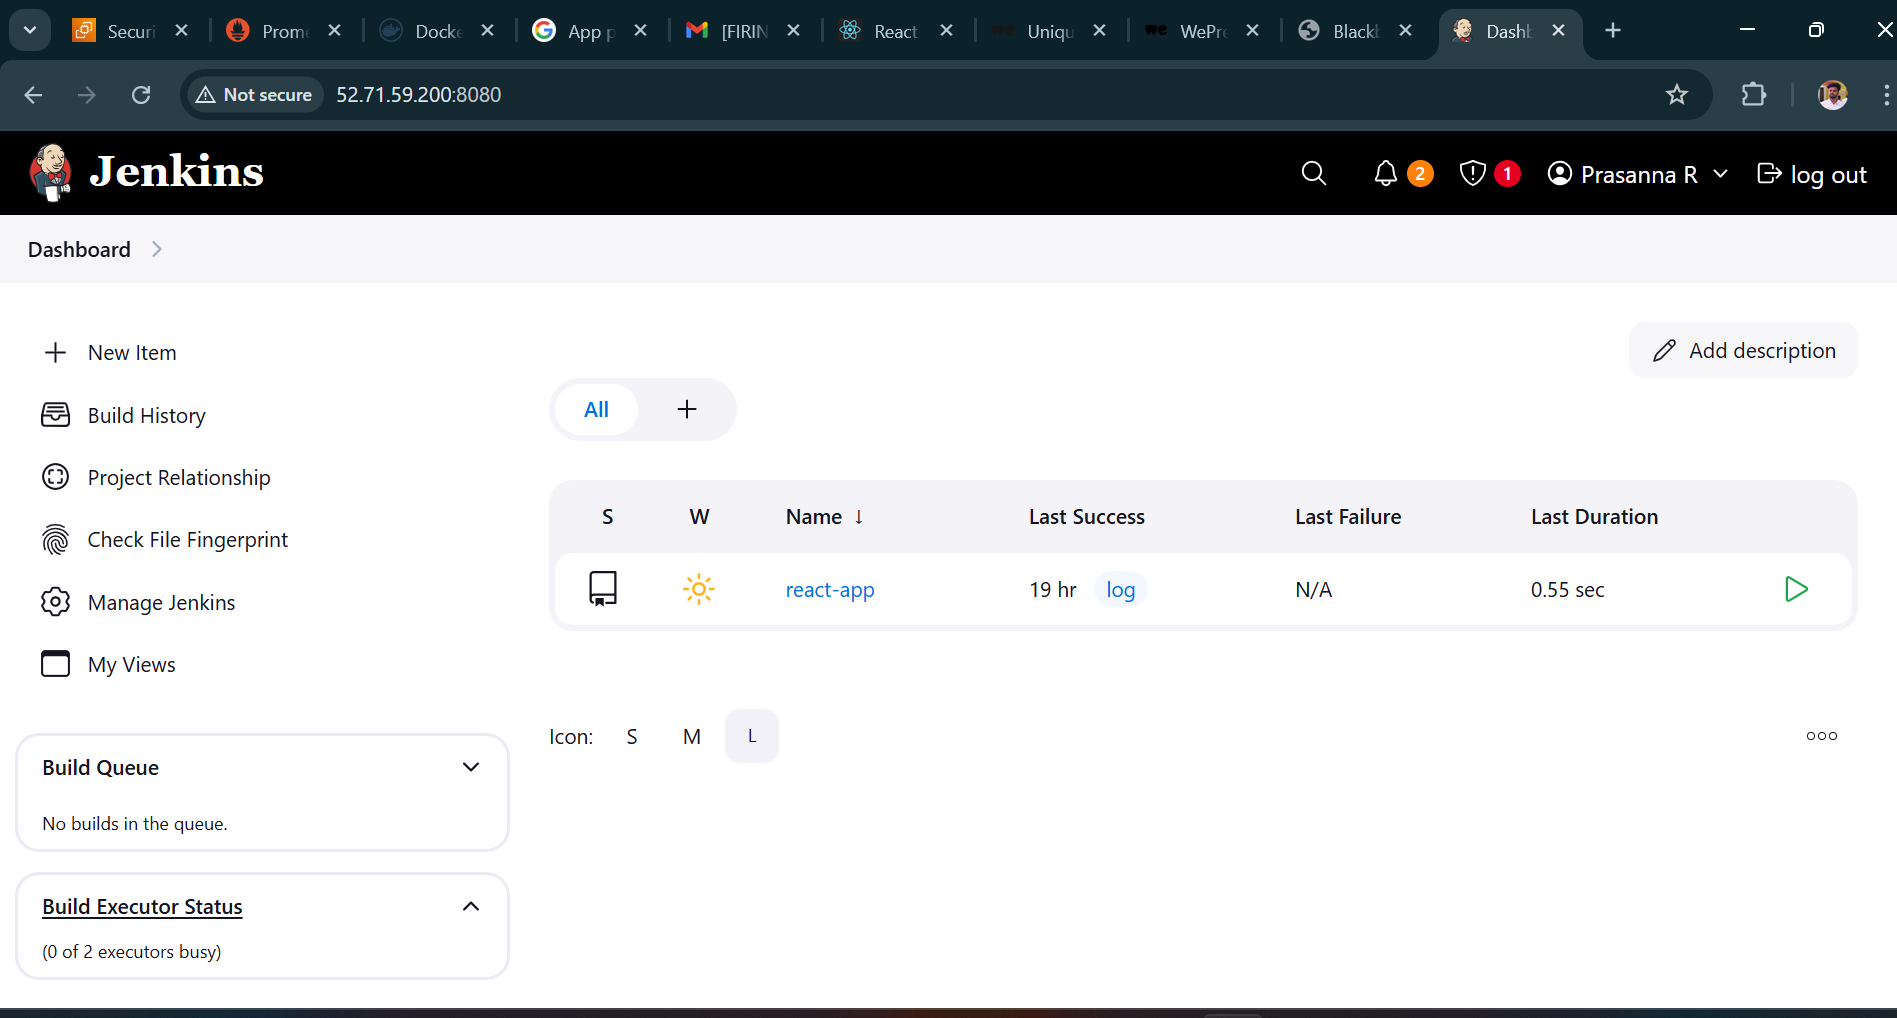 Securi
Prom
Docke
App p
[FIRIN
React
Uniqu
WePre
Black
Dashb
Not secure
52.71.59.200:8080
Jenkins
2
1
Prasanna R
log out
Dashboard
New Item
Build History
Project Relationship
Check File Fingerprint
Manage Jenkins
My Views
Build Queue
No builds in the queue.
Build Executor Status
(0 of 2 executors busy)
Add description
All
S W Name ↓ Last Success Last Failure Last Duration
react-app 19 hr log N/A 0.55 sec
Icon: S M L